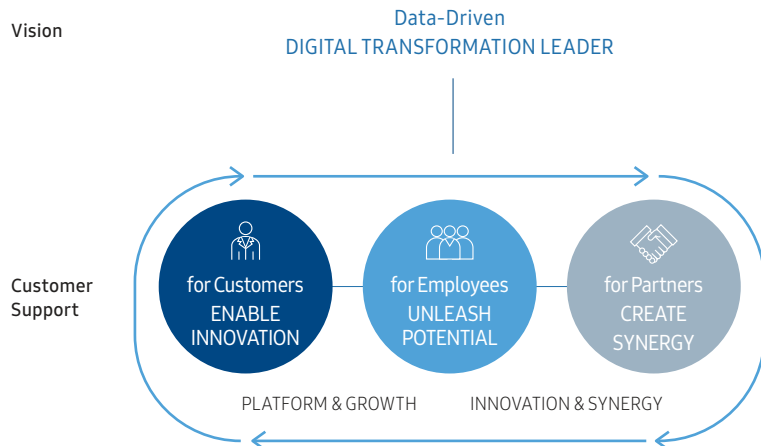 Vision
Data-Driven
DIGITAL TRANSFORMATION LEADER
Customer
Support
for Customers
ENABLE
INNOVATION
for Employees
UNLEASH
POTENTIAL
for Partners
CREATE
SYNERGY
PLATFORM & GROWTH
INNOVATION & SYNERGY